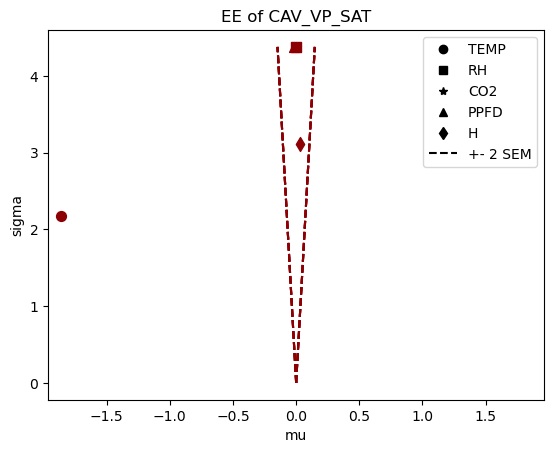 EE of CAV_VP_SAT
TEMP
RH
CO2
PPFD
H
+- 2 SEM
sigma
4
3
2
1
0
−1.5
−1.0
−0.5
0.0
0.5
1.0
1.5
mu